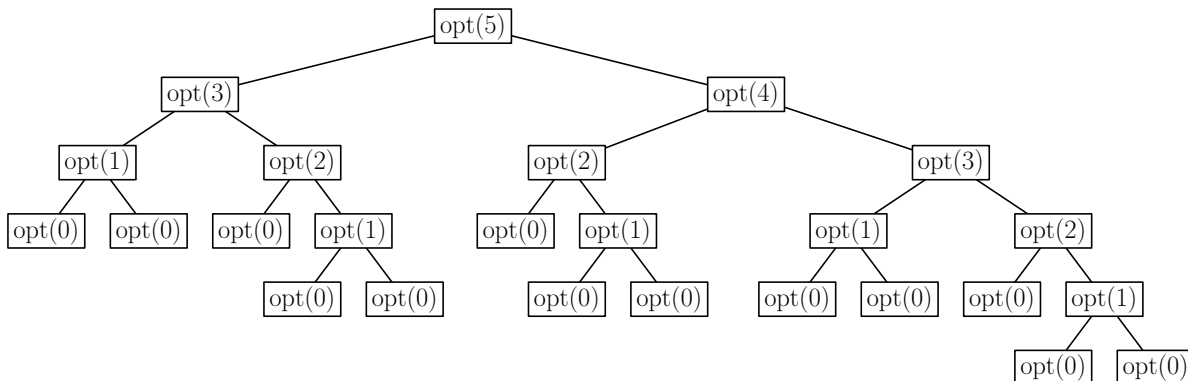 opt(5)
opt(3) opt(4)
opt(1) opt(2) opt(2) opt(3)
opt(0) opt(0) opt(0) opt(1) opt(0) opt(1) opt(1) opt(2)
opt(0) opt(0) opt(0) opt(0) opt(0) opt(0) opt(0) opt(1)
opt(0) opt(0)